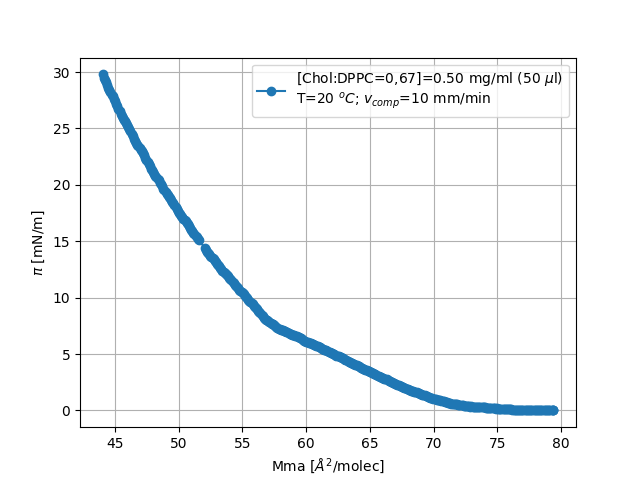 [Chol:DPPC=0,67]=0.50 mg/ml (50 μl)
T=20 °C; v_comp=10 mm/min
30
25
20
15
10
5
0
π [mN/m]
45 50 55 60 65 70 75 80
Mma [Å²/molec]